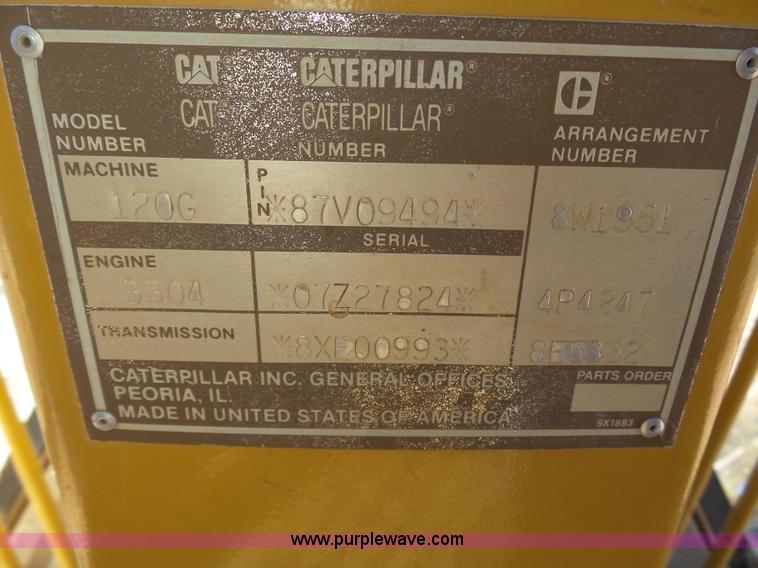 CAT® CATERPILLAR®
CAT® CATERPILLAR®
MODEL NUMBER
NUMBER
ARRANGEMENT NUMBER
MACHINE
120G
PIN
*87V09494*
8W1951
SERIAL
ENGINE
3304
*07Z27824*
4P4247
TRANSMISSION
CATERPILLAR INC. GENERAL OFFICES
PEORIA, IL.
MADE IN UNITED STATES OF AMERICA
PARTS ORDER
9X1883
www.purplewave.com